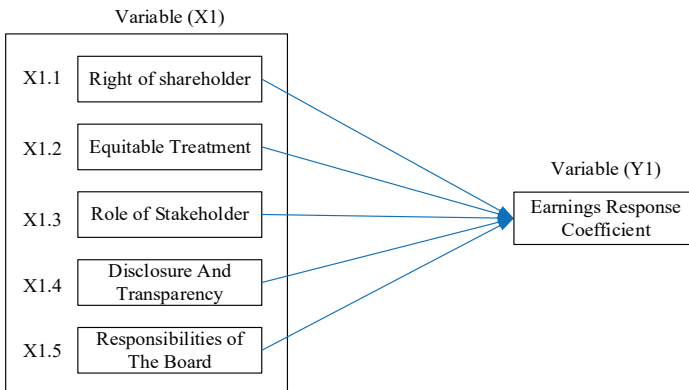 Variable (X1)
X1.1
Right of shareholder
X1.2
Equitable Treatment
X1.3
Role of Stakeholder
X1.4
Disclosure And
Transparency
X1.5
Responsibilities of
The Board
Variable (Y1)
Earnings Response
Coefficient